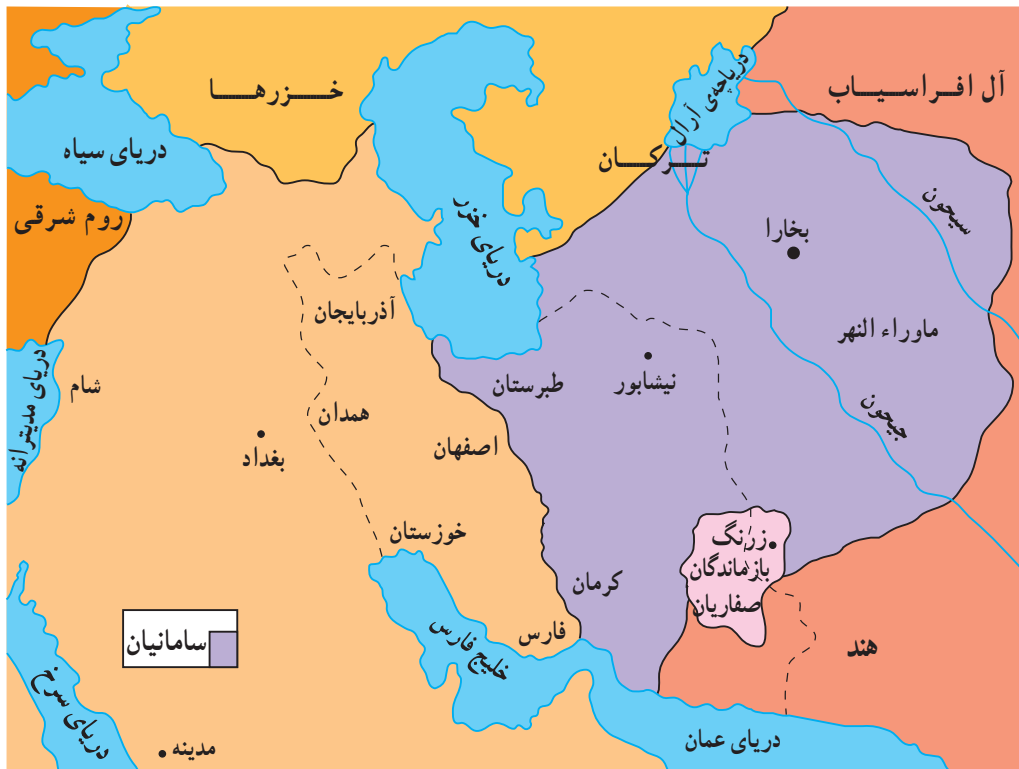 آل افراسیاب
خزرها
دریاچه‌ی آرال
ترکان
دریای سیاه
روم شرقی
سیحون
بخارا
دریای خزر
آذربایجان
ماوراء النهر
دریای مدیترانه
شام
طبرستان
نیشابور
جیحون
همدان
اصفهان
بغداد
خوزستان
زرنگ
بازماندگان
صفاریان
کرمان
فارس
خلیج فارس
هند
سامانیان
دریای سرخ
مدینه
دریای عمان